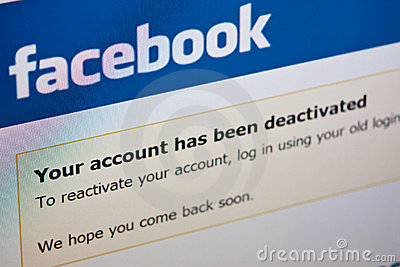 facebook
Your account has been deactivated
To reactivate your account, log in using your old login
We hope you come back soon.
dreamstime.com